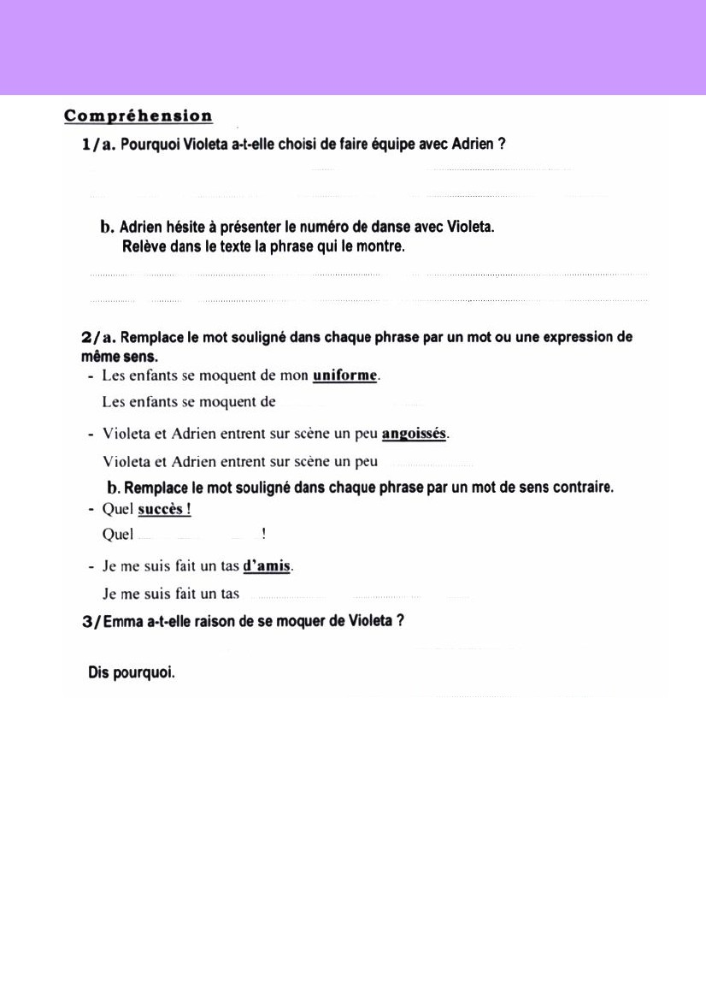 Compréhension
1/a. Pourquoi Violeta a-t-elle choisi de faire équipe avec Adrien ?
b. Adrien hésite à présenter le numéro de danse avec Violeta.
Relève dans le texte la phrase qui le montre.
2/a. Remplace le mot souligné dans chaque phrase par un mot ou une expression de
même sens.
- Les enfants se moquent de mon uniforme.
Les enfants se moquent de
- Violeta et Adrien entrent sur scène un peu angoissés.
Violeta et Adrien entrent sur scène un peu
b. Remplace le mot souligné dans chaque phrase par un mot de sens contraire.
- Quel succès !
Quel !
- Je me suis fait un tas d'amis.
Je me suis fait un tas
3/Emma a-t-elle raison de se moquer de Violeta ?
Dis pourquoi.